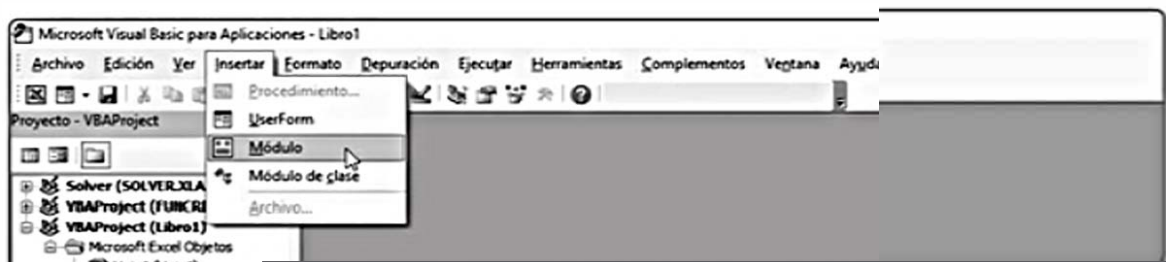 Microsoft Visual Basic para Aplicaciones - Libro1
Archivo Edición Ver Insertar Formato Depuración Ejecutar Herramientas Complementos Ventana Ayuda
Procedimiento...
Proyecto - VBAProject
UserForm
Módulo
Módulo de clase
Solver (SOLVER.XLA
VBAProject (FUNCRE
Archivo...
VBAProject (Libro1)
Microsoft Excel Objetos